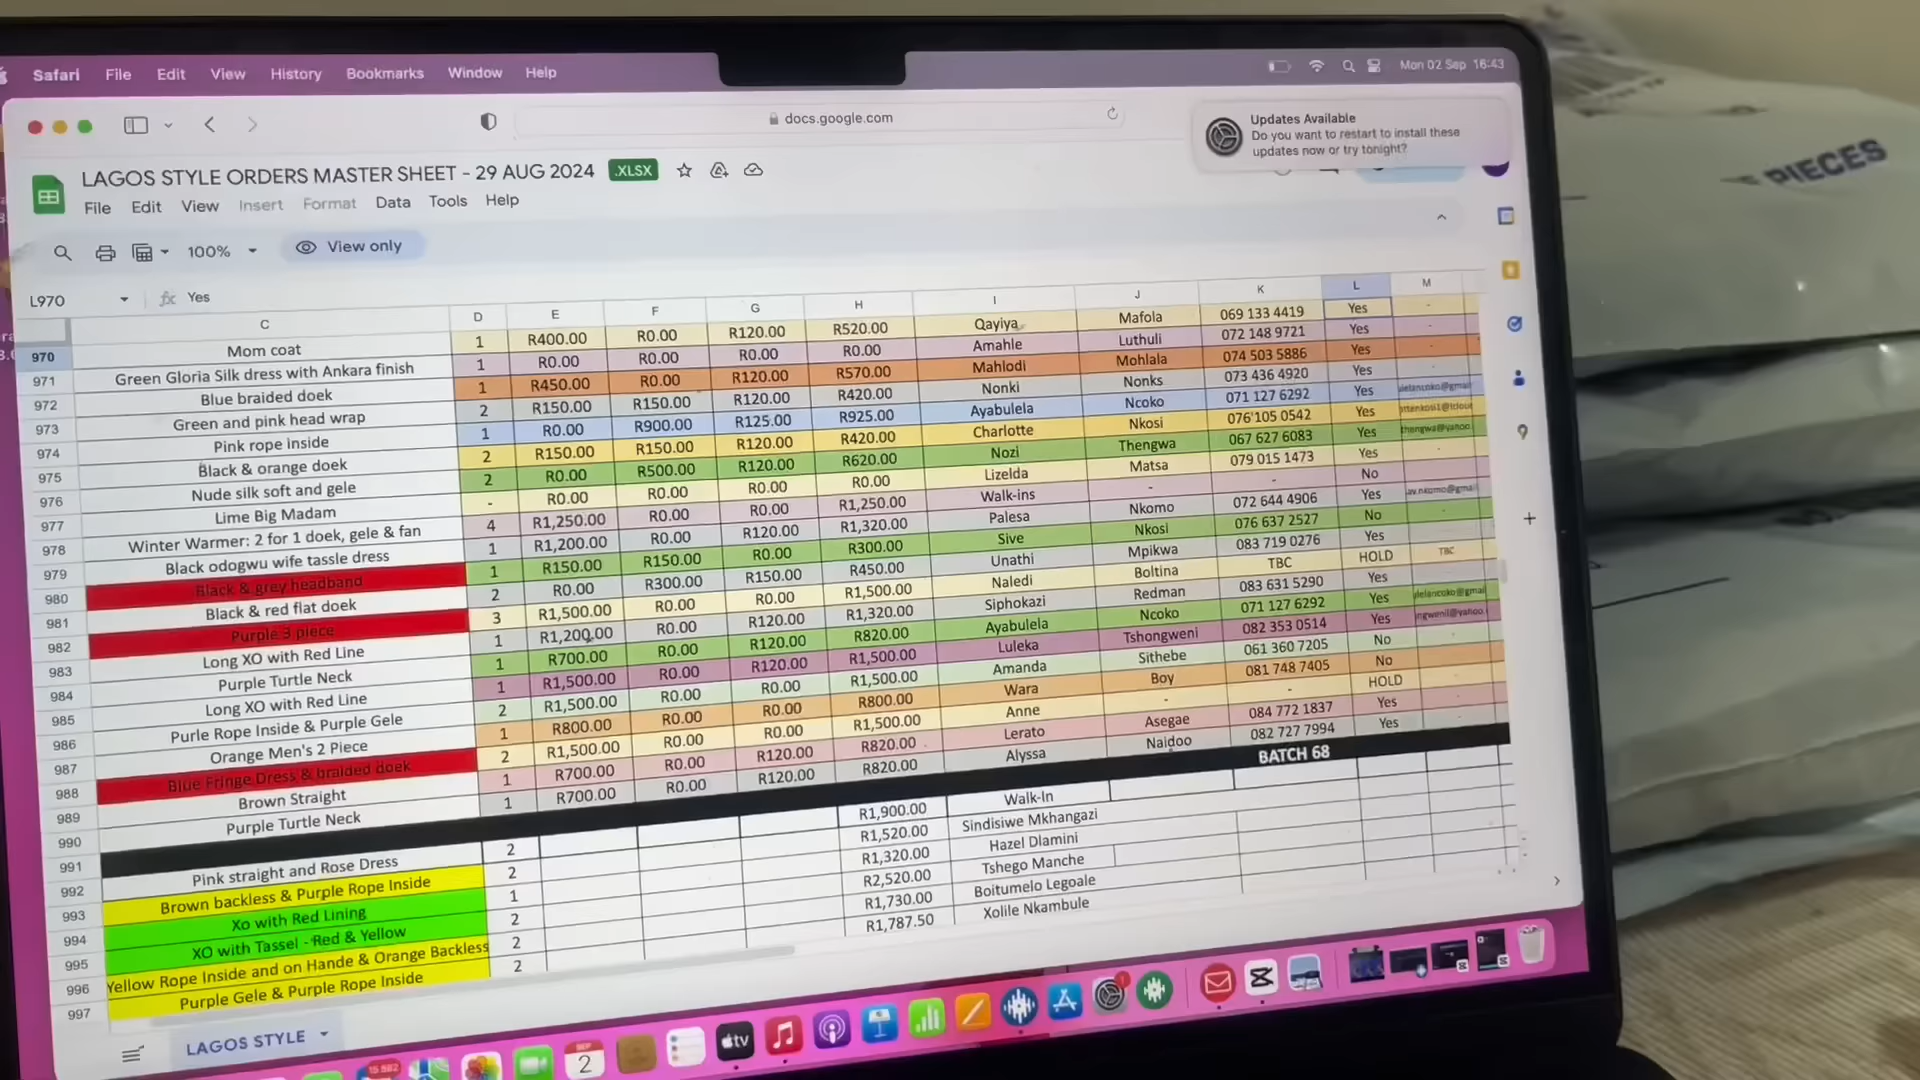 Safari File Edit View History Bookmarks Window Help Mon 02 Sep 16:43
docs.google.com
Updates Available
Do you want to restart to install these
updates now or try tonight?
PIECES
LAGOS STYLE ORDERS MASTER SHEET - 29 AUG 2024 .XLSX
File Edit View Insert Format Data Tools Help
100% View only
L970 fx Yes
C D E F G H I J K L M
970 Mom coat 1 R400.00 R0.00 R120.00 R520.00 Qayiya Mafola 069 133 4419 Yes -
971 Green Gloria Silk dress with Ankara finish 1 R0.00 R0.00 R0.00 R0.00 Amahle Luthuli 072 148 9721 Yes -
972 Blue braided doek 1 R450.00 R0.00 R120.00 R570.00 Mahlodi Mohlala 074 503 5886 Yes -
973 Green and pink head wrap 2 R150.00 R150.00 R120.00 R420.00 Nonki Nonks 073 436 4920 Yes
974 Pink rope inside 1 R0.00 R900.00 R125.00 R925.00 Ayabulela Ncoko 071 127 6292 Yes
975 Black & orange doek 2 R150.00 R150.00 R120.00 R420.00 Charlotte Nkosi 076 105 0542 Yes
976 Nude silk soft and gele 2 R0.00 R500.00 R120.00 R620.00 Nozi Thengwa 067 627 6083 Yes
977 Lime Big Madam - R0.00 R0.00 R0.00 R0.00 Lizelda Matsa 079 015 1473 Yes
978 Winter Warmer: 2 for 1 doek, gele & fan 4 R1,250.00 R0.00 R0.00 R1,250.00 Walk-ins - - No
979 Black odogwu wife tassle dress 1 R1,200.00 R0.00 R120.00 R1,320.00 Palesa Nkomo 072 644 4906 Yes
980 Black & grey headband 1 R150.00 R150.00 R0.00 R300.00 Sive Nkosi 076 637 2527 No
981 Black & red flat doek 2 R0.00 R300.00 R150.00 R450.00 Unathi Mpikwa 083 719 0276 Yes
982 Purple 3 piece 3 R1,500.00 R0.00 R0.00 R1,500.00 Naledi Boltina TBC HOLD TBC
983 Long XO with Red Line 1 R1,200.00 R0.00 R120.00 R1,320.00 Siphokazi Redman 083 631 5290 Yes
984 Purple Turtle Neck 1 R700.00 R0.00 R120.00 R820.00 Ayabulela Ncoko 071 127 6292 Yes
985 Long XO with Red Line 1 R1,500.00 R0.00 R120.00 R1,500.00 Luleka Tshongweni 082 353 0514 Yes
986 Purle Rope Inside & Purple Gele 2 R1,500.00 R0.00 R0.00 R1,500.00 Amanda Sithebe 061 360 7205 No
987 Orange Men's 2 Piece 1 R800.00 R0.00 R0.00 R800.00 Wara Boy 081 748 7405 No
988 Blue Fringe Dress & braided doek 2 R1,500.00 R0.00 R0.00 R1,500.00 Anne - - HOLD
989 Brown Straight 1 R700.00 R0.00 R120.00 R820.00 Lerato Asegae 084 772 1837 Yes
990 Purple Turtle Neck 1 R700.00 R0.00 R120.00 R820.00 Alyssa Naidoo 082 727 7994 Yes
991 BATCH 68
992 Pink straight and Rose Dress 2 R1,900.00 Walk-In
993 Brown backless & Purple Rope Inside 2 R1,520.00 Sindisiwe Mkhangazi
994 Xo with Red Lining 1 R1,320.00 Hazel Dlamini
995 XO with Tassel - Red & Yellow 2 R2,520.00 Tshego Manche
996 Yellow Rope Inside and on Hande & Orange Backless 2 R1,730.00 Boitumelo Legoale
997 Purple Gele & Purple Rope Inside 2 R1,787.50 Xolile Nkambule
LAGOS STYLE
tv
SEP
2